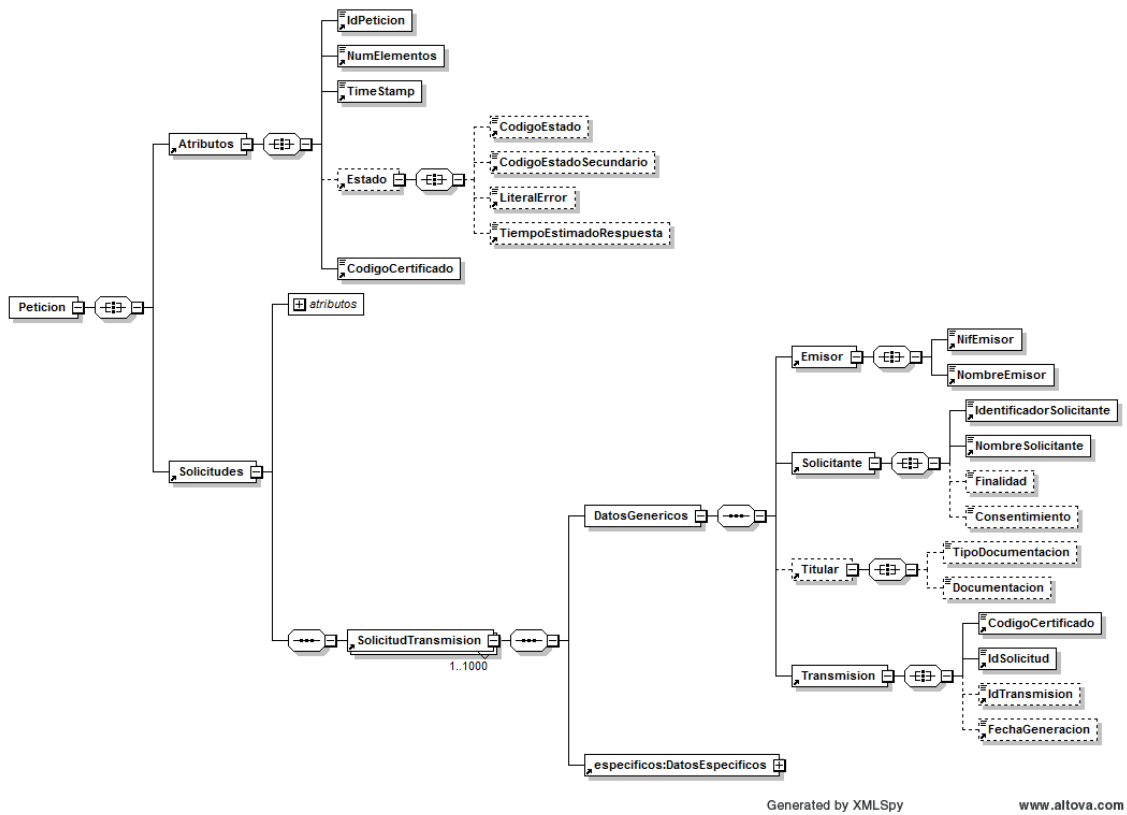 IdPeticion
NumElementos
TimeStamp
CodigoEstado
Atributos
CodigoEstadoSecundario
Estado
LiteralError
TiempoEstimadoRespuesta
CodigoCertificado
Peticion
atributos
NifEmisor
Emisor
NombreEmisor
IdentificadorSolicitante
NombreSolicitante
Solicitudes
Solicitante
Finalidad
DatosGenericos
Consentimiento
TipoDocumentacion
Titular
Documentacion
CodigoCertificado
SolicitudTransmision
1..1000
IdSolicitud
Transmision
IdTransmision
FechaGeneracion
especificos:DatosEspecificos
Generated by XMLSpy
www.altova.com